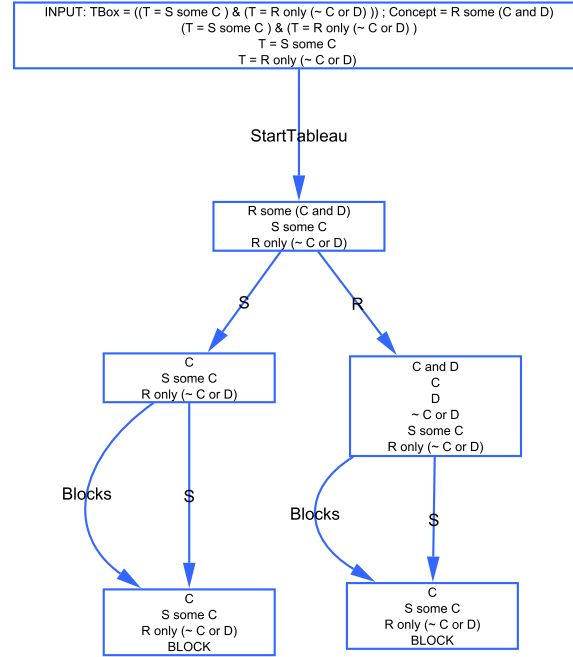 INPUT: TBox = ((T = S some C ) & (T = R only (~ C or D) )) ; Concept = R some (C and D)
(T = S some C ) & (T = R only (~ C or D) )
T = S some C
T = R only (~ C or D)
StartTableau
R some (C and D)
S some C
R only (~ C or D)
S
R
C
S some C
R only (~ C or D)
C and D
C
D
~ C or D
S some C
R only (~ C or D)
Blocks
S
Blocks
S
C
S some C
R only (~ C or D)
BLOCK
C
S some C
R only (~ C or D)
BLOCK